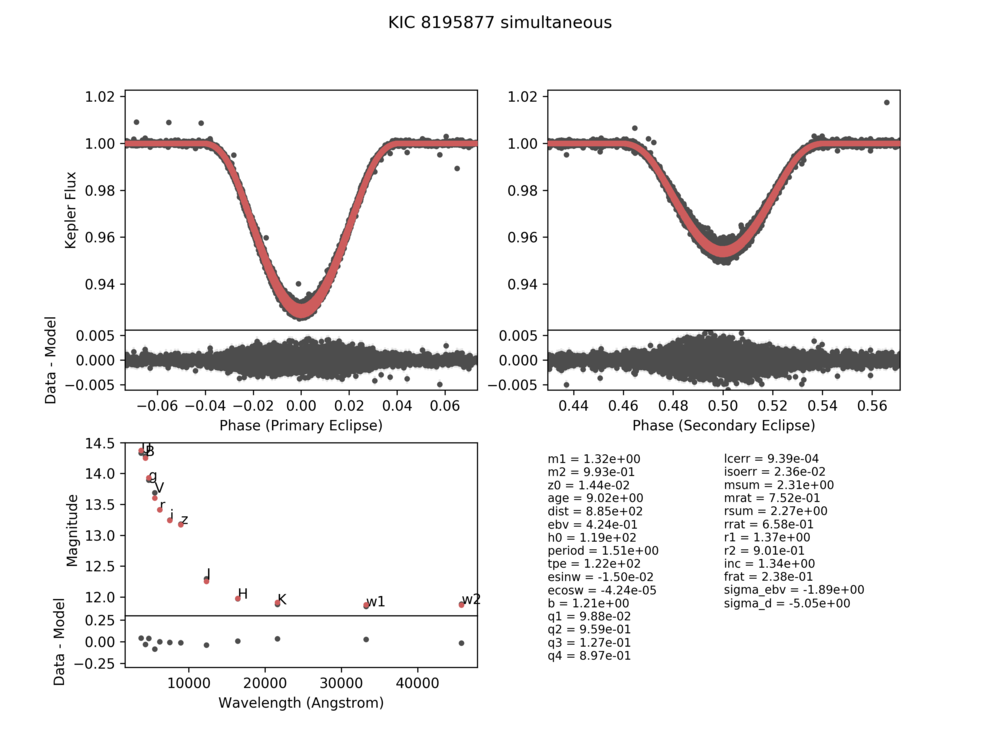 KIC 8195877 simultaneous
1.02
1.00
0.98
0.96
0.94
Kepler Flux
0.005
0.000
−0.005
Data - Model
−0.06 −0.04 −0.02 0.00 0.02 0.04 0.06
Phase (Primary Eclipse)
1.02
1.00
0.98
0.96
0.94
0.005
0.000
−0.005
0.44 0.46 0.48 0.50 0.52 0.54 0.56
Phase (Secondary Eclipse)
14.5
14.0
13.5
13.0
12.5
12.0
Magnitude
B
g
V
r
i
z
J
H
K
w1
w2
0.25
0.00
−0.25
Data - Model
10000 20000 30000 40000
Wavelength (Angstrom)
m1 = 1.32e+00
m2 = 9.93e-01
z0 = 1.44e-02
age = 9.02e+00
dist = 8.85e+02
ebv = 4.24e-01
h0 = 1.19e+02
period = 1.51e+00
tpe = 1.22e+02
esinw = -1.50e-02
ecosw = -4.24e-05
b = 1.21e+00
q1 = 9.88e-02
q2 = 9.59e-01
q3 = 1.27e-01
q4 = 8.97e-01
lcerr = 9.39e-04
isoerr = 2.36e-02
msum = 2.31e+00
mrat = 7.52e-01
rsum = 2.27e+00
rrat = 6.58e-01
r1 = 1.37e+00
r2 = 9.01e-01
inc = 1.34e+00
frat = 2.38e-01
sigma_ebv = -1.89e+00
sigma_d = -5.05e+00